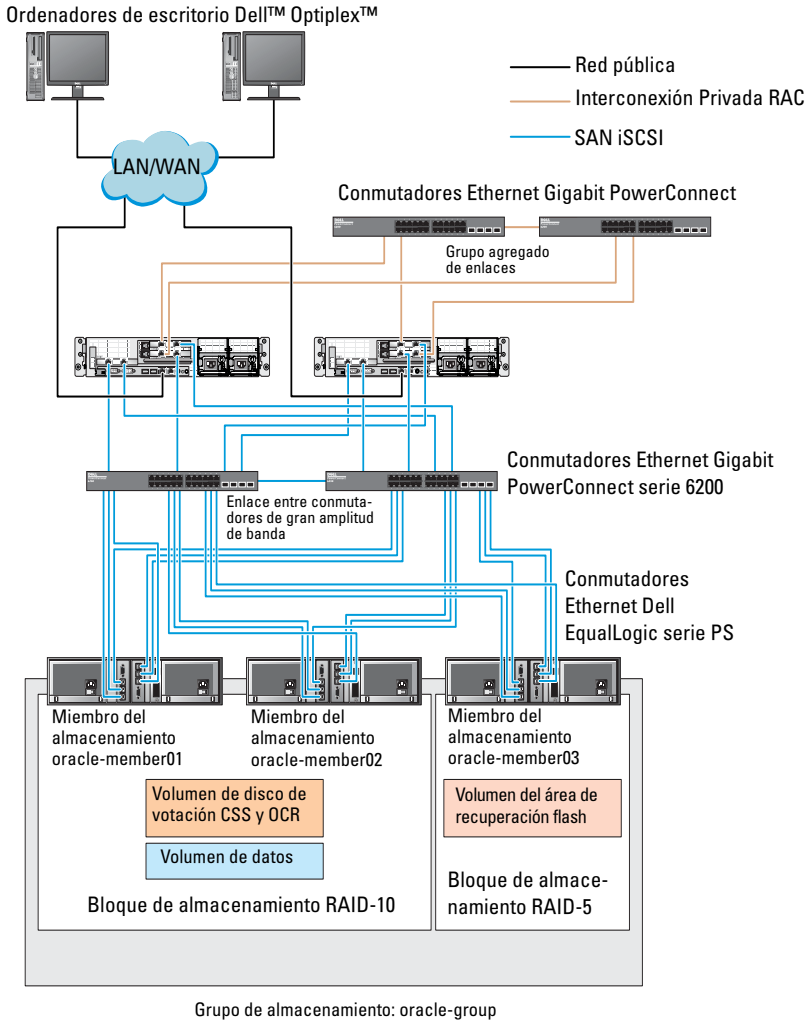 Ordenadores de escritorio Dell™ Optiplex™
Red pública
Interconexión Privada RAC
SAN iSCSI
LAN/WAN
Conmutadores Ethernet Gigabit PowerConnect
Grupo agregado
de enlaces
Conmutadores Ethernet Gigabit
PowerConnect serie 6200
Enlace entre conmuta-
dores de gran amplitud
de banda
Conmutadores
Ethernet Dell
EqualLogic serie PS
Miembro del
almacenamiento
oracle-member01
Miembro del
almacenamiento
oracle-member02
Miembro del
almacenamiento
oracle-member03
Volumen de disco de
votación CSS y OCR
Volumen de datos
Volumen del área de
recuperación flash
Bloque de almacenamiento RAID-10
Bloque de almace-
namiento RAID-5
Grupo de almacenamiento: oracle-group